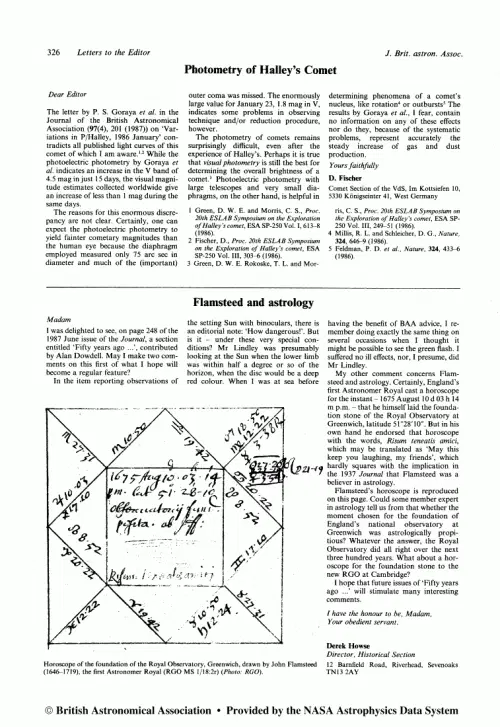 326 Letters to the Editor J. Brit. astron. Assoc.
Photometry of Halley's Comet
Dear Editor
The letter by P. S. Goraya et al. in the
Journal of the British Astronomical
Association (97(4), 201 (1987)) on 'Var-
iations in P/Halley, 1986 January' con-
tradicts all published light curves of this
comet of which I am aware.1,2 While the
photoelectric photometry by Goraya et
al. indicates an increase in the V band of
4.5 mag in just 15 days, the visual magni-
tude estimates collected worldwide give
an increase of less than 1 mag during the
same days.
The reasons for this enormous discre-
pancy are not clear. Certainly, one can
expect the photoelectric photometry to
yield fainter cometary magnitudes than
the human eye because the diaphragm
employed measured only 75 arc sec in
diameter and much of the (important)
outer coma was missed. The enormously
large value for January 23, 1.8 mag in V,
indicates some problems in observing
technique and/or reduction procedure,
however.
The photometry of comets remains
surprisingly difficult, even after the
experience of Halley's. Perhaps it is true
that visual photometry is still the best for
determining the overall brightness of a
comet.3 Photoelectric photometry with
large telescopes and very small dia-
phragms, on the other hand, is helpful in
1 Green, D. W. E. and Morris, C. S., Proc.
20th ESLAB Symposium on the Exploration
of Halley's comet, ESA SP-250 Vol. I, 613–8
(1986).
2 Fischer, D., Proc. 20th ESLAB Symposium
on the Exploration of Halley's comet, ESA
SP-250 Vol. III, 303–6 (1986).
3 Green, D. W. E. Rokoske, T. L. and Mor-
determining phenomena of a comet's
nucleus, like rotation4 or outbursts5 The
results by Goraya et al., I fear, contain
no information on any of these effects
nor do they, because of the systematic
problems, represent accurately the
steady increase of gas and dust
production.
Yours faithfully
D. Fischer
Comet Section of the VdS, Im Kottsiefen 10,
5330 Königswinter 41, West Germany
ris, C. S., Proc. 20th ESLAB Symposium on
the Exploration of Halley's comet, ESA SP-
250 Vol. III, 249–51 (1986).
4 Millis, R. L. and Schleicher, D. G., Nature,
324, 646–9 (1986).
5 Feldman, P. D. et al., Nature, 324, 433–6
(1986).
Flamsteed and astrology
Madam
I was delighted to see, on page 248 of the
1987 June issue of the Journal, a section
entitled 'Fifty years ago ...', contributed
by Alan Dowdell. May I make two com-
ments on this first of what I hope will
become a regular feature?
In the item reporting observations of
the setting Sun with binoculars, there is
an editorial note: 'How dangerous!'. But
is it – under these very special con-
ditions? Mr Lindley was presumably
looking at the Sun when the lower limb
was within half a degree or so of the
horizon, when the disc would be a deep
red colour. When I was at sea before
having the benefit of BAA advice, I re-
member doing exactly the same thing on
several occasions when I thought it
might be possible to see the green flash. I
suffered no ill effects, nor, I presume, did
Mr Lindley.
My other comment concerns Flam-
steed and astrology. Certainly, England's
first Astronomer Royal cast a horoscope
for the instant – 1675 August 10 d 03 h 14
m p.m. – that he himself laid the founda-
tion stone of the Royal Observatory at
Greenwich, latitude 51°28'10". But in his
own hand he endorsed that horoscope
with the words, Risum teneatis amici,
which may be translated as 'May this
keep you laughing, my friends', which
hardly squares with the implication in
the 1937 Journal that Flamsteed was a
believer in astrology.
Flamsteed's horoscope is reproduced
on this page. Could some member expert
in astrology tell us from that whether the
moment chosen for the foundation of
England's national observatory at
Greenwich was astrologically propi-
tious? Whatever the answer, the Royal
Observatory did all right over the next
three hundred years. What about a hor-
oscope for the foundation stone to the
new RGO at Cambridge?
I hope that future issues of 'Fifty years
ago ...' will stimulate many interesting
comments.
I have the honour to be, Madam,
Your obedient servant,
Derek Howse
Director, Historical Section
12 Barnfield Road, Riverhead, Sevenoaks
TN13 2AY
1675 Aug 10. 03. 14
pm. lat 51. 28. 10
Horoscope of the foundation of the Royal Observatory, Greenwich, drawn by John Flamsteed
(1646–1719), the first Astronomer Royal (RGO MS 1/18:2r) (Photo: RGO).
© British Astronomical Association • Provided by the NASA Astrophysics Data System